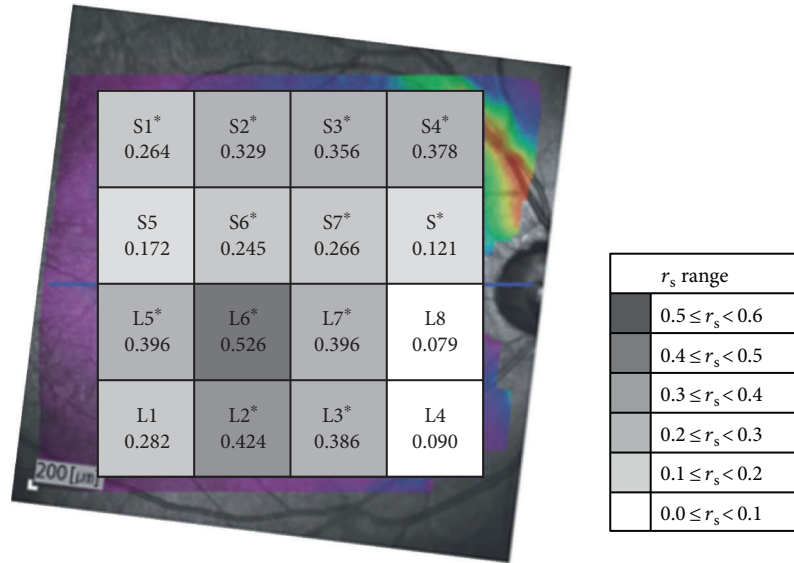 S1*
0.264
S2*
0.329
S3*
0.356
S4*
0.378
S5
0.172
S6*
0.245
S7*
0.266
S*
0.121
L5*
0.396
L6*
0.526
L7*
0.396
L8
0.079
L1
0.282
L2*
0.424
L3*
0.386
L4
0.090
200 [µm]
rs range
0.5 ≤ rs < 0.6
0.4 ≤ rs < 0.5
0.3 ≤ rs < 0.4
0.2 ≤ rs < 0.3
0.1 ≤ rs < 0.2
0.0 ≤ rs < 0.1